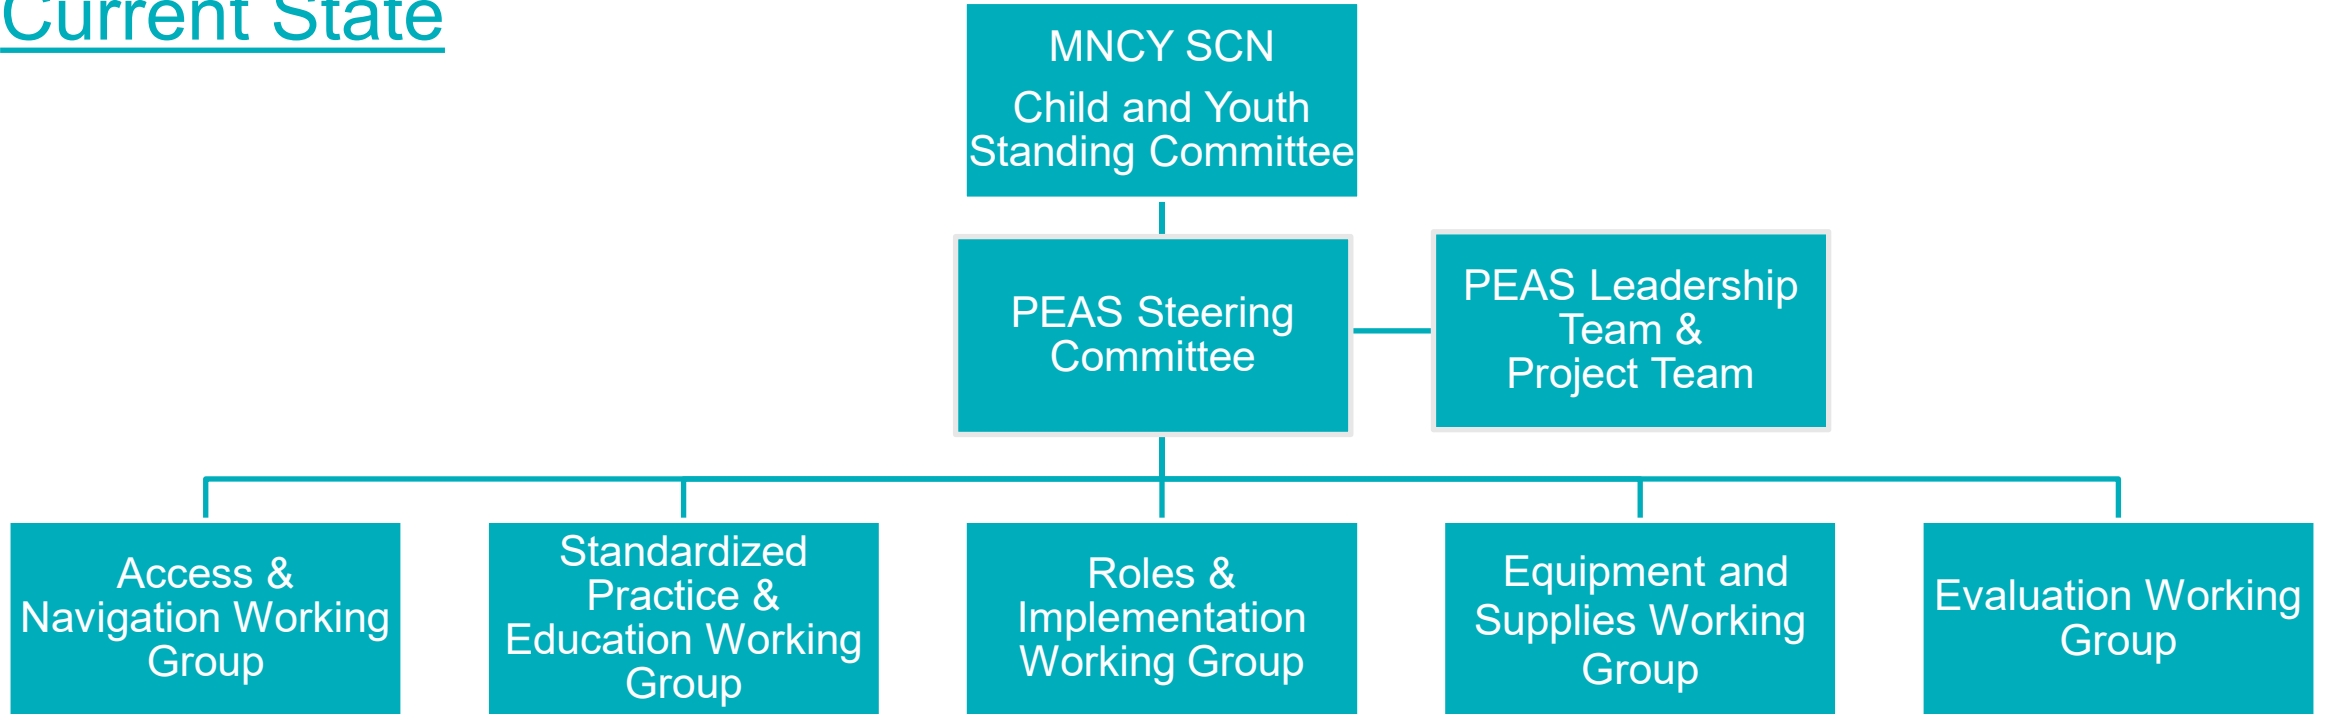 Current State
MNCY SCN
Child and Youth
Standing Committee
PEAS Steering
Committee
PEAS Leadership
Team &
Project Team
Access &
Navigation Working
Group
Standardized
Practice &
Education Working
Group
Roles &
Implementation
Working Group
Equipment and
Supplies Working
Group
Evaluation Working
Group